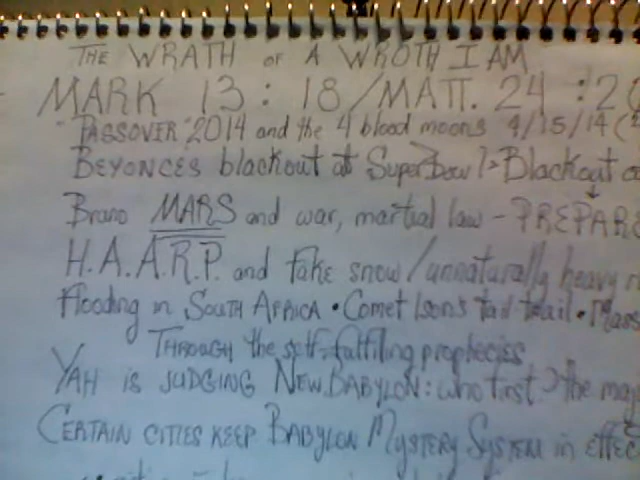 THE WRATH OF A WROTH I AM
MARK 13:18/MATT. 24:2
"PASSOVER" 2014 and the 4 blood moons 4/15/14
BEYONCES blackout at Superbowl > Blackout
Bruno MARS and war, martial law - PREPARE
H.A.A.R.P. and fake snow/unnaturally heavy
Flooding in SOUTH AFRICA • Comet Ison's tail trail •
THROUGH the self-fulfilling prophecies
YAH IS JUDGING NEW BABYLON: who first? the
CERTAIN CITIES KEEP BABYLON MYSTERY SYSTEM in